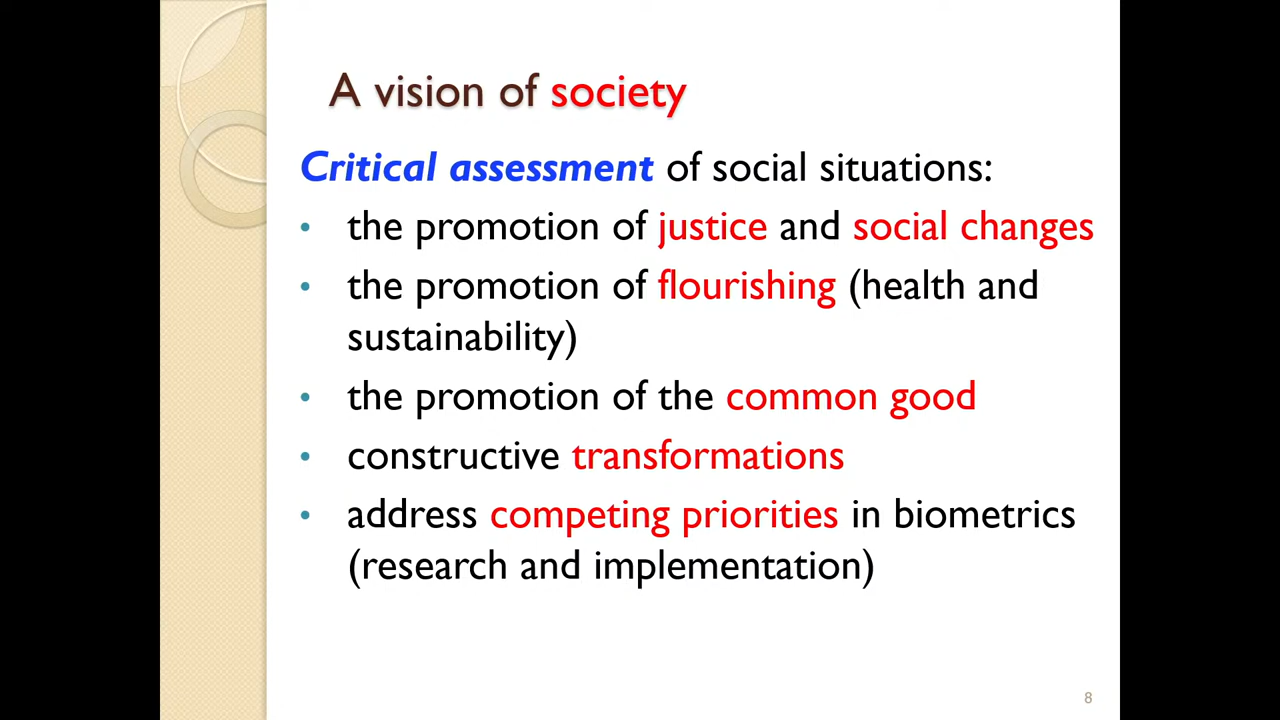 A vision of society
Critical assessment of social situations:
• the promotion of justice and social changes
• the promotion of flourishing (health and
sustainability)
• the promotion of the common good
• constructive transformations
• address competing priorities in biometrics
(research and implementation)
8